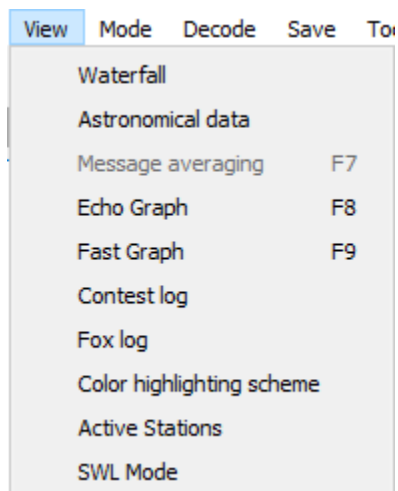 View Mode Decode Save
Waterfall
Astronomical data
Message averaging F7
Echo Graph F8
Fast Graph F9
Contest log
Fox log
Color highlighting scheme
Active Stations
SWL Mode